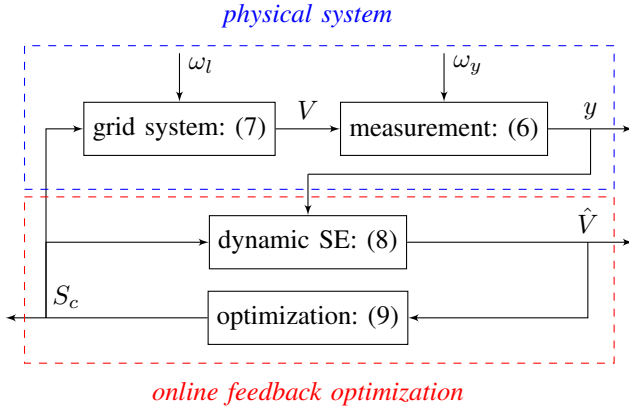 physical system
ω_l
ω_y
grid system: (7)
V
measurement: (6)
y
dynamic SE: (8)
V̂
S_c
optimization: (9)
online feedback optimization